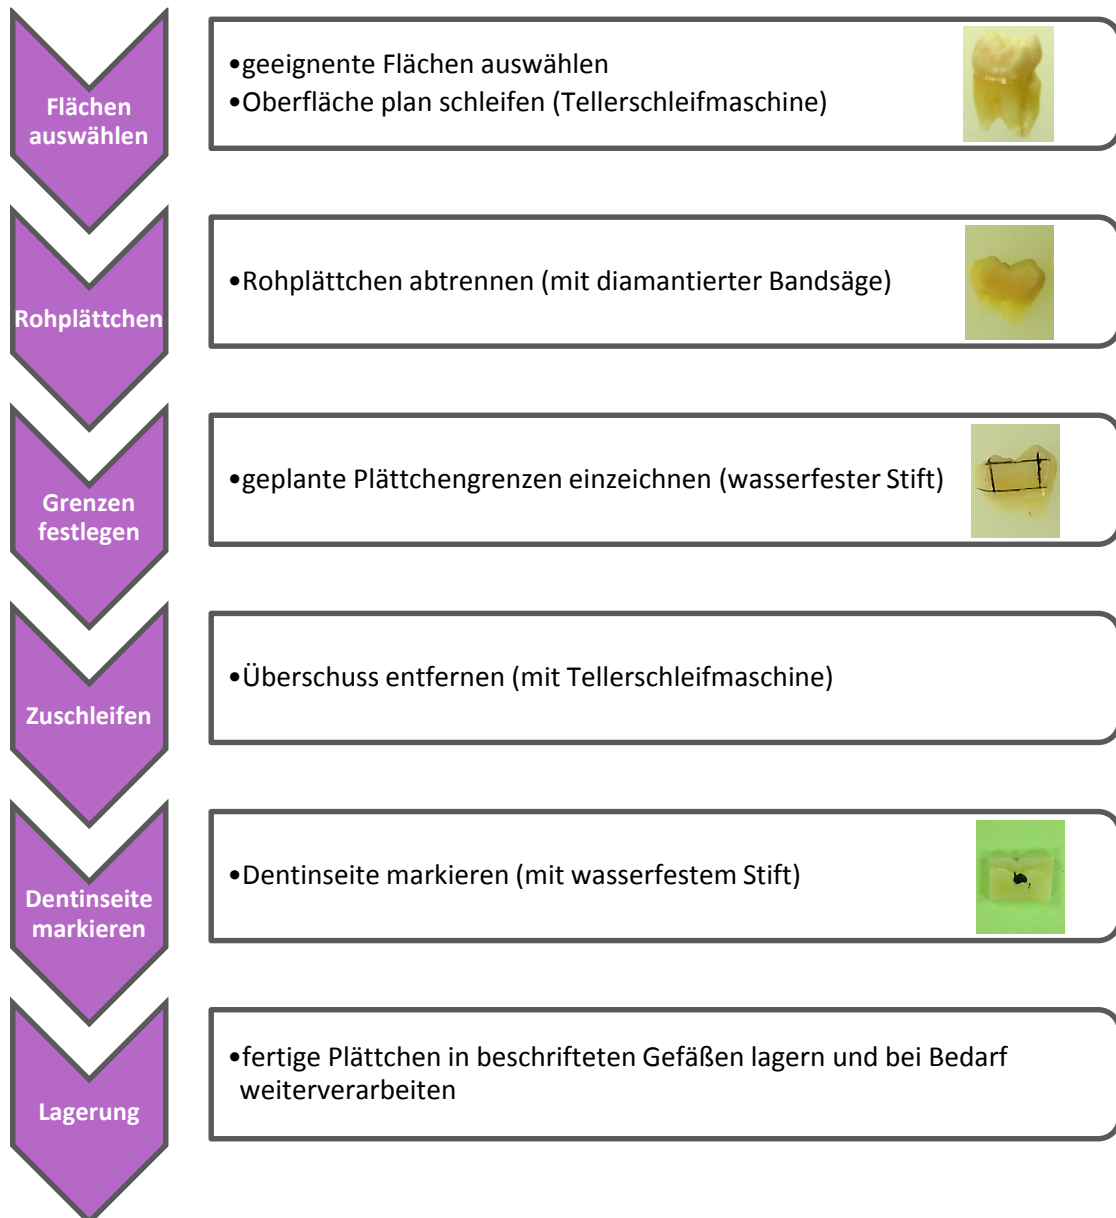 Flächen
auswählen
•geeignente Flächen auswählen
•Oberfläche plan schleifen (Tellerschleifmaschine)
Rohplättchen
•Rohplättchen abtrennen (mit diamantierter Bandsäge)
Grenzen
festlegen
•geplante Plättchengrenzen einzeichnen (wasserfester Stift)
Zuschleifen
•Überschuss entfernen (mit Tellerschleifmaschine)
Dentinseite
markieren
•Dentinseite markieren (mit wasserfestem Stift)
Lagerung
•fertige Plättchen in beschrifteten Gefäßen lagern und bei Bedarf
weiterverarbeiten